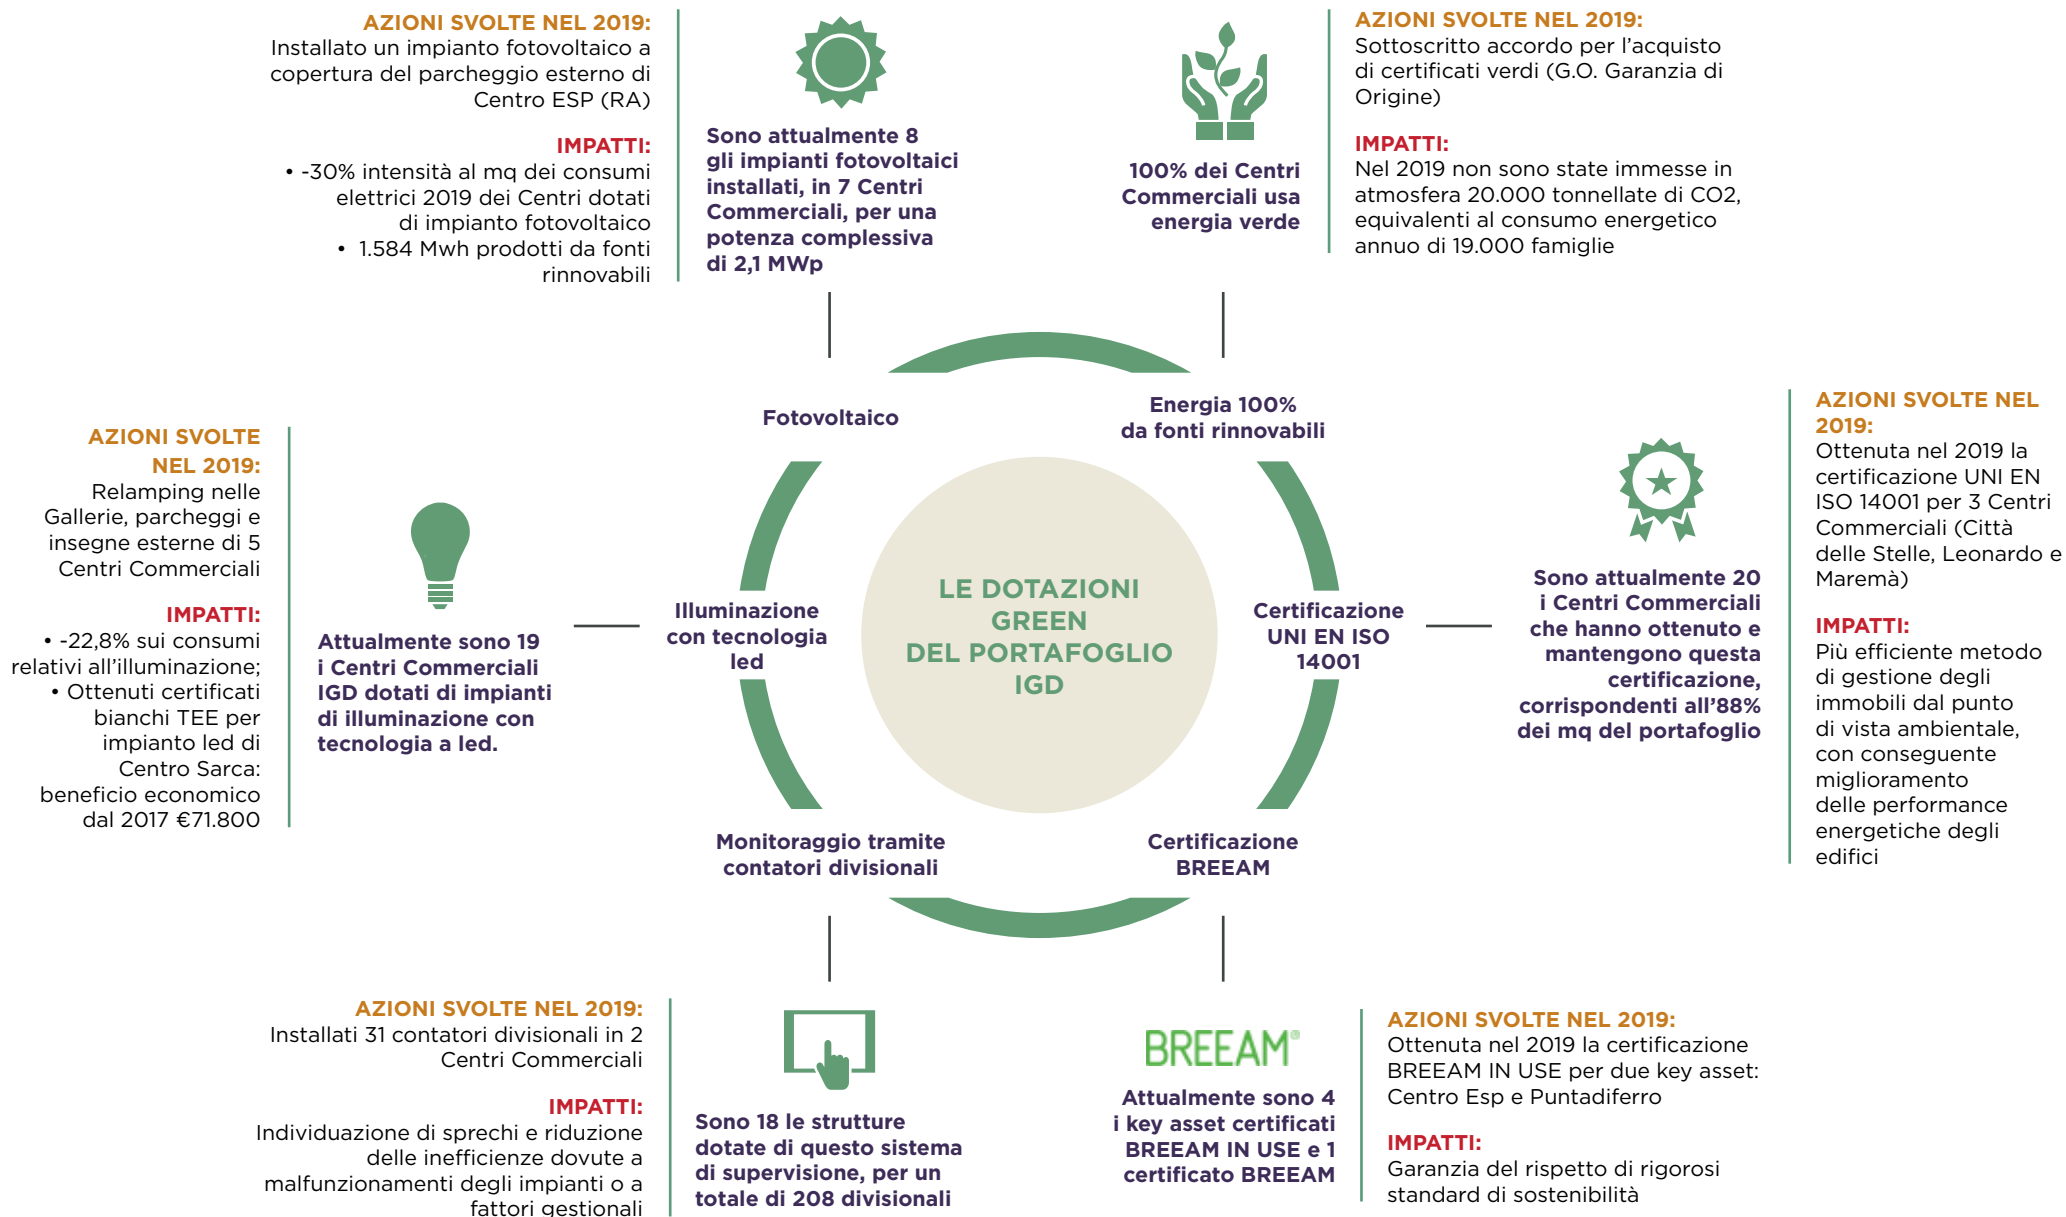 AZIONI SVOLTE NEL 2019:
Installato un impianto fotovoltaico a
copertura del parcheggio esterno di
Centro ESP (RA)
IMPATTI:
• -30% intensità al mq dei consumi
elettrici 2019 dei Centri dotati
di impianto fotovoltaico
• 1.584 Mwh prodotti da fonti
rinnovabili
Sono attualmente 8
gli impianti fotovoltaici
installati, in 7 Centri
Commerciali, per una
potenza complessiva
di 2,1 MWp
100% dei Centri
Commerciali usa
energia verde
AZIONI SVOLTE NEL 2019:
Sottoscritto accordo per l'acquisto
di certificati verdi (G.O. Garanzia di
Origine)
IMPATTI:
Nel 2019 non sono state immesse in
atmosfera 20.000 tonnellate di CO2,
equivalenti al consumo energetico
annuo di 19.000 famiglie
Fotovoltaico
Energia 100%
da fonti rinnovabili
AZIONI SVOLTE
NEL 2019:
Relamping nelle
Gallerie, parcheggi e
insegne esterne di 5
Centri Commerciali
IMPATTI:
• -22,8% sui consumi
relativi all'illuminazione;
• Ottenuti certificati
bianchi TEE per
impianto led di
Centro Sarca:
beneficio economico
dal 2017 €71.800
Attualmente sono 19
i Centri Commerciali
IGD dotati di impianti
di illuminazione con
tecnologia a led.
Illuminazione
con tecnologia
led
LE DOTAZIONI
GREEN
DEL PORTAFOGLIO
IGD
Certificazione
UNI EN ISO
14001
Sono attualmente 20
i Centri Commerciali
che hanno ottenuto e
mantengono questa
certificazione,
corrispondenti all'88%
dei mq del portafoglio
AZIONI SVOLTE NEL
2019:
Ottenuta nel 2019 la
certificazione UNI EN
ISO 14001 per 3 Centri
Commerciali (Città
delle Stelle, Leonardo e
Maremà)
IMPATTI:
Più efficiente metodo
di gestione degli
immobili dal punto
di vista ambientale,
con conseguente
miglioramento
delle performance
energetiche degli
edifici
Monitoraggio tramite
contatori divisionali
Certificazione
BREEAM
AZIONI SVOLTE NEL 2019:
Installati 31 contatori divisionali in 2
Centri Commerciali
IMPATTI:
Individuazione di sprechi e riduzione
delle inefficienze dovute a
malfunzionamenti degli impianti o a
fattori gestionali
Sono 18 le strutture
dotate di questo sistema
di supervisione, per un
totale di 208 divisionali
BREEAM®
Attualmente sono 4
i key asset certificati
BREEAM IN USE e 1
certificato BREEAM
AZIONI SVOLTE NEL 2019:
Ottenuta nel 2019 la certificazione
BREEAM IN USE per due key asset:
Centro Esp e Puntadiferro
IMPATTI:
Garanzia del rispetto di rigorosi
standard di sostenibilità